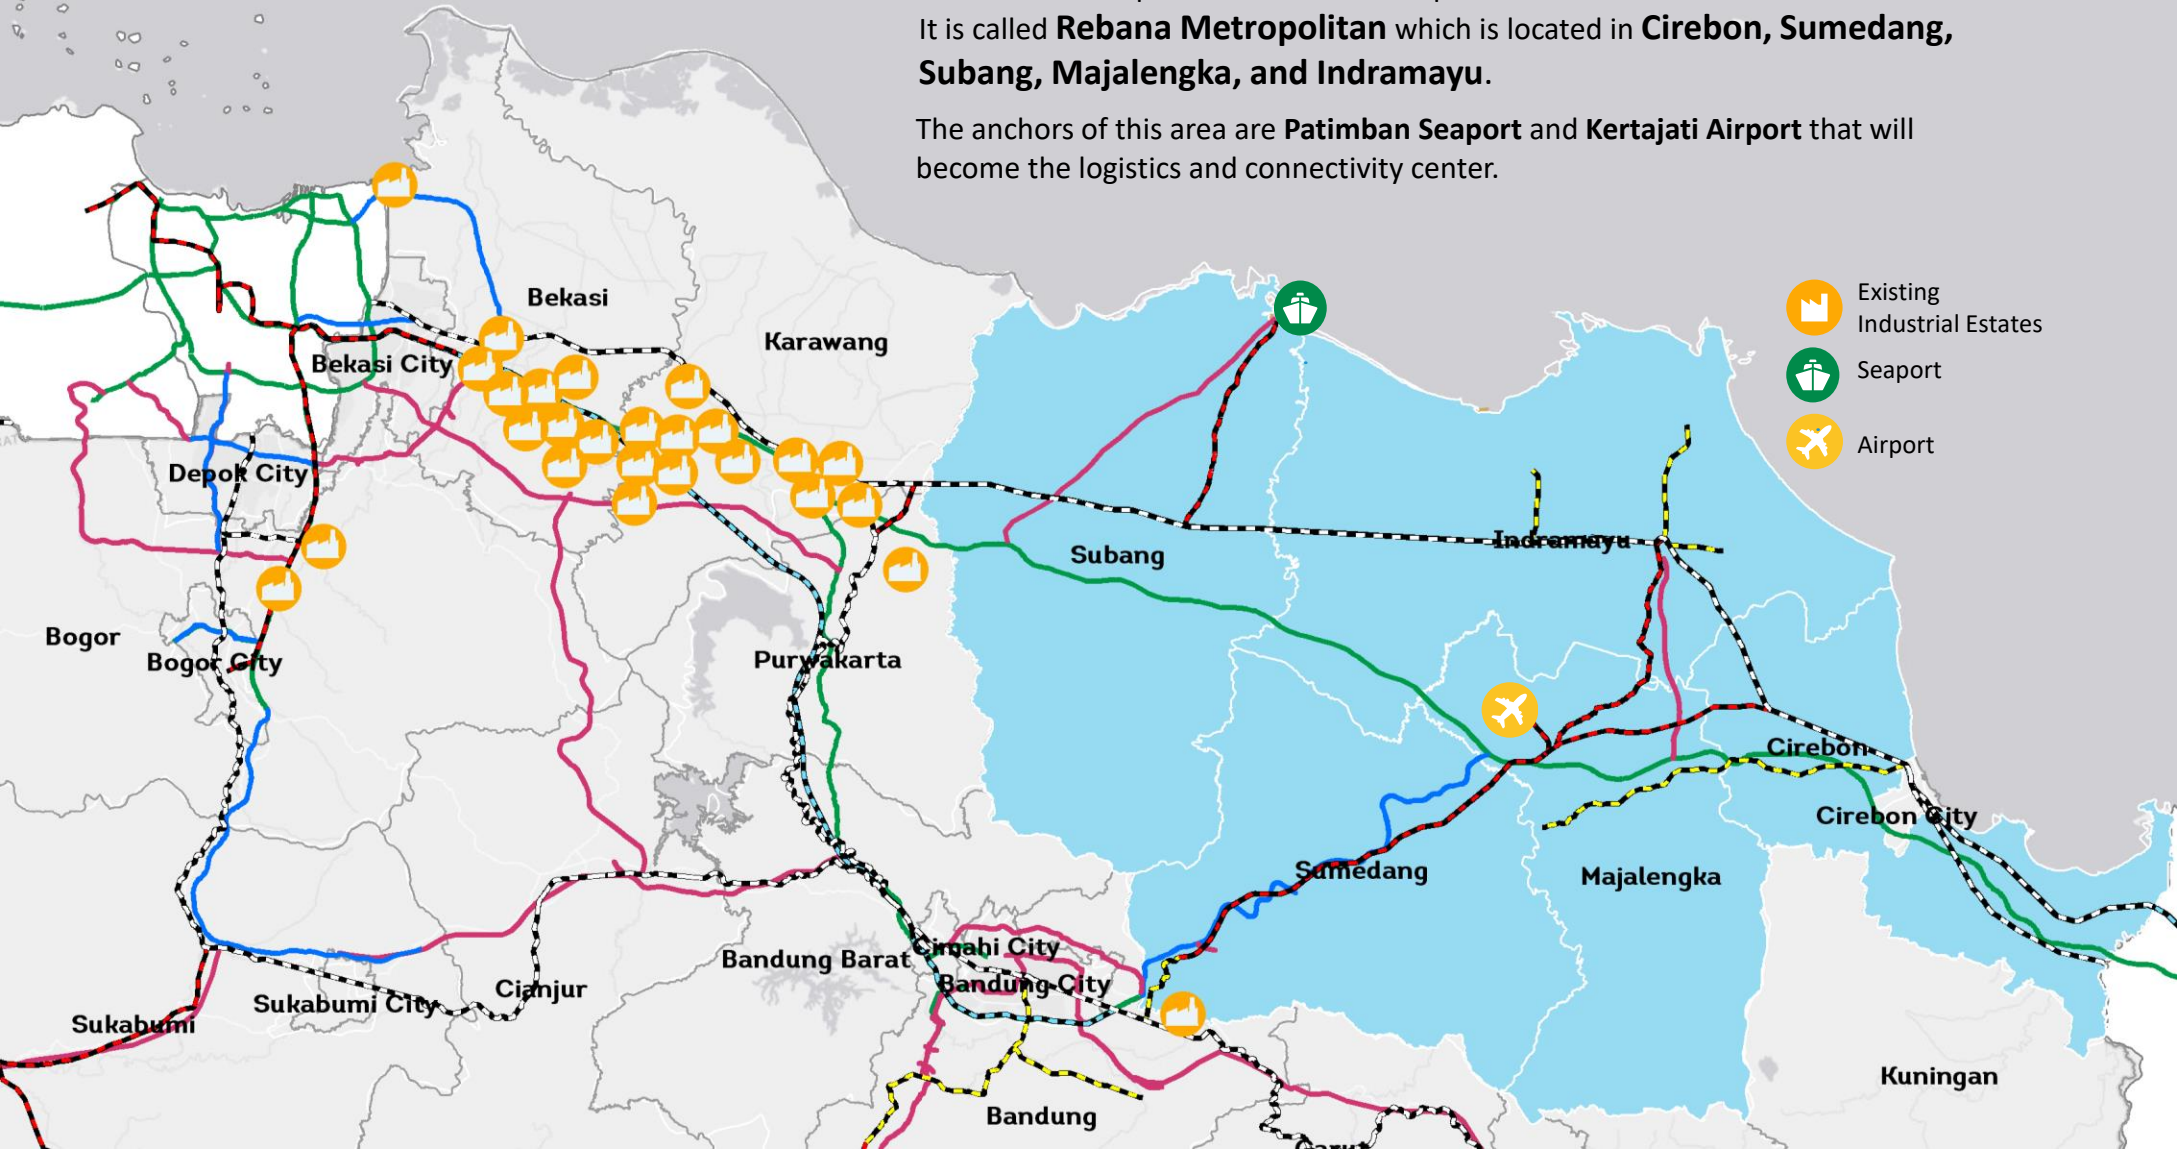 It is called Rebana Metropolitan which is located in Cirebon, Sumedang,
Subang, Majalengka, and Indramayu.
The anchors of this area are Patimban Seaport and Kertajati Airport that will
become the logistics and connectivity center.
Existing
Industrial Estates
Seaport
Airport
Bekasi
Karawang
Bekasi City
Depok City
Subang
Indramayu
Bogor
Bogor City
Purwakarta
Cirebon
Cirebon City
Sumedang
Majalengka
Bandung Barat
Cimahi City
Bandung City
Cianjur
Sukabumi City
Sukabumi
Kuningan
Bandung